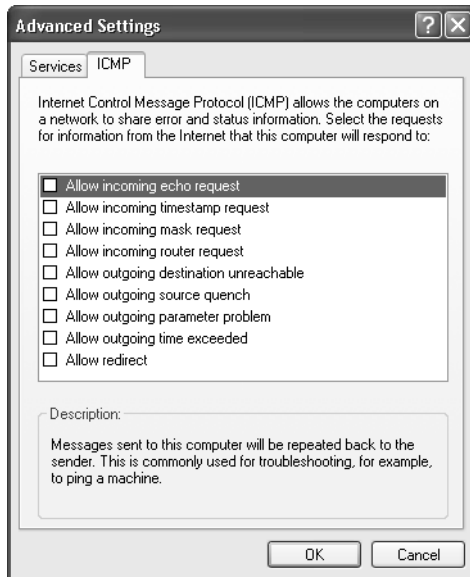 Advanced Settings
Services ICMP
Internet Control Message Protocol (ICMP) allows the computers on
a network to share error and status information. Select the requests
for information from the Internet that this computer will respond to:
Allow incoming echo request
Allow incoming timestamp request
Allow incoming mask request
Allow incoming router request
Allow outgoing destination unreachable
Allow outgoing source quench
Allow outgoing parameter problem
Allow outgoing time exceeded
Allow redirect
Description:
Messages sent to this computer will be repeated back to the
sender. This is commonly used for troubleshooting, for example,
to ping a machine.
OK Cancel